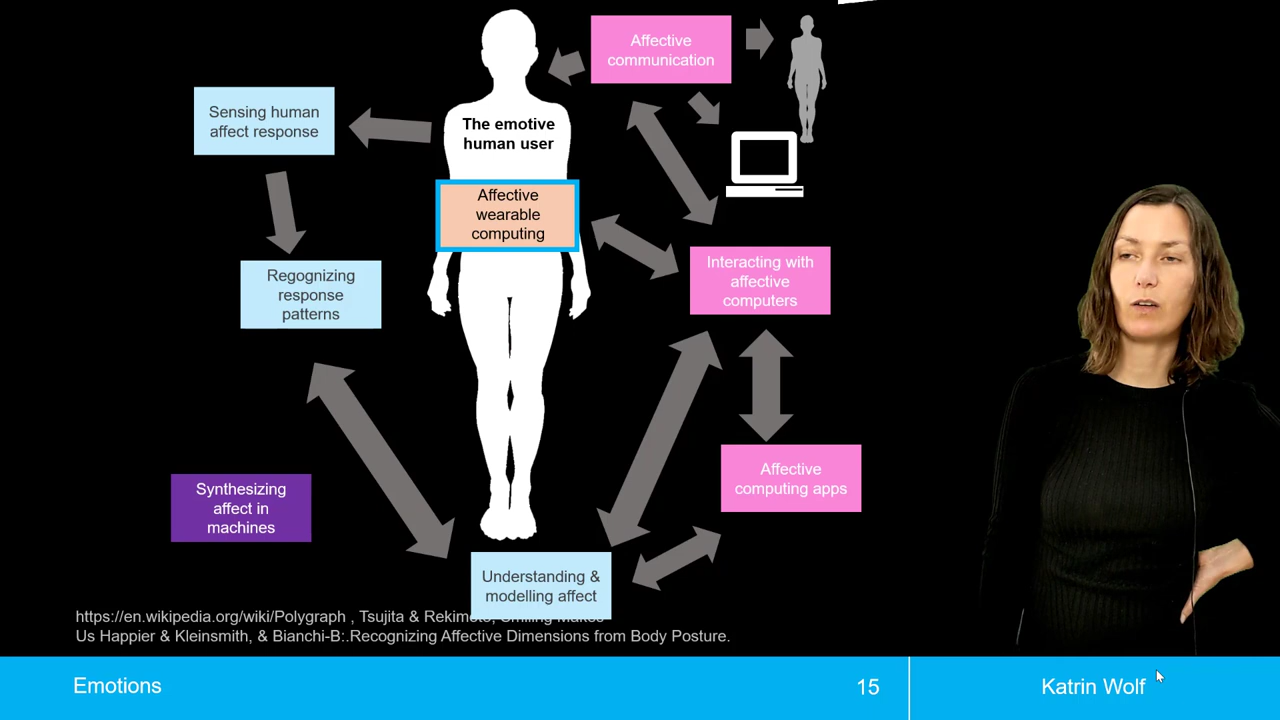 Affective
communication
Sensing human
affect response
The emotive
human user
Affective
wearable
computing
Interacting with
affective
computers
Regognizing
response
patterns
Affective
computing apps
Synthesizing
affect in
machines
Understanding &
modelling affect
https://en.wikipedia.org/wiki/Polygraph , Tsujita & Rekimoto, Smiling Makes
Us Happier & Kleinsmith, & Bianchi-B:.Recognizing Affective Dimensions from Body Posture.
Emotions
15
Katrin Wolf